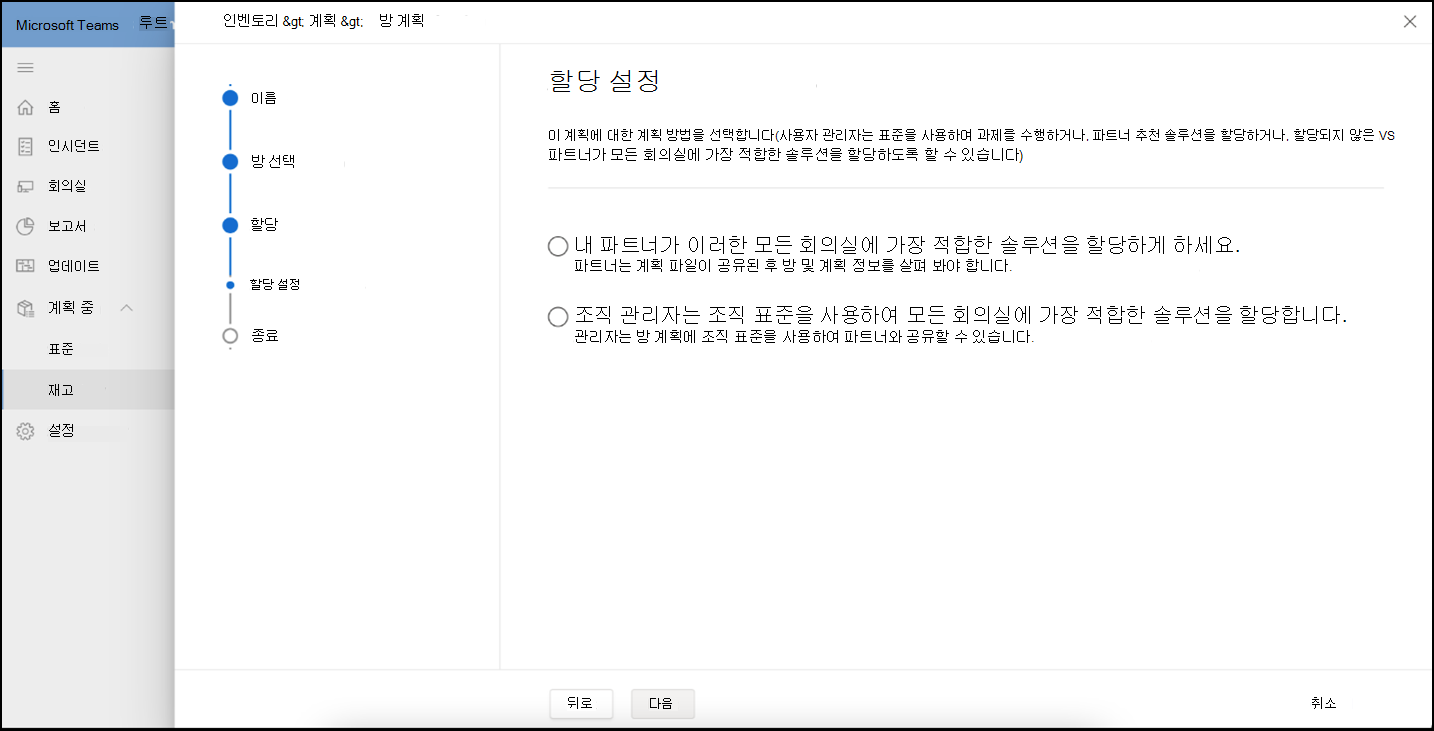 Microsoft Teams 루트
인벤토리 &gt; 계획 &gt; 방 계획
홈
인시던트
회의실
보고서
업데이트
계획 중
표준
재고
설정
이름
방 선택
할당
할당 설정
종료
할당 설정
이 계획에 대한 계획 방법을 선택합니다(사용자 관리자는 표준을 사용하며 과제를 수행하거나, 파트너 추천 솔루션을 할당하거나, 할당되지 않은 VS
파트너가 모든 회의실에 가장 적합한 솔루션을 할당하도록 할 수 있습니다)
내 파트너가 이러한 모든 회의실에 가장 적합한 솔루션을 할당하게 하세요.
파트너는 계획 파일이 공유된 후 방 및 계획 정보를 살펴 봐야 합니다.
조직 관리자는 조직 표준을 사용하여 모든 회의실에 가장 적합한 솔루션을 할당합니다.
관리자는 방 계획에 조직 표준을 사용하여 파트너와 공유할 수 있습니다.
뒤로
다음
취소